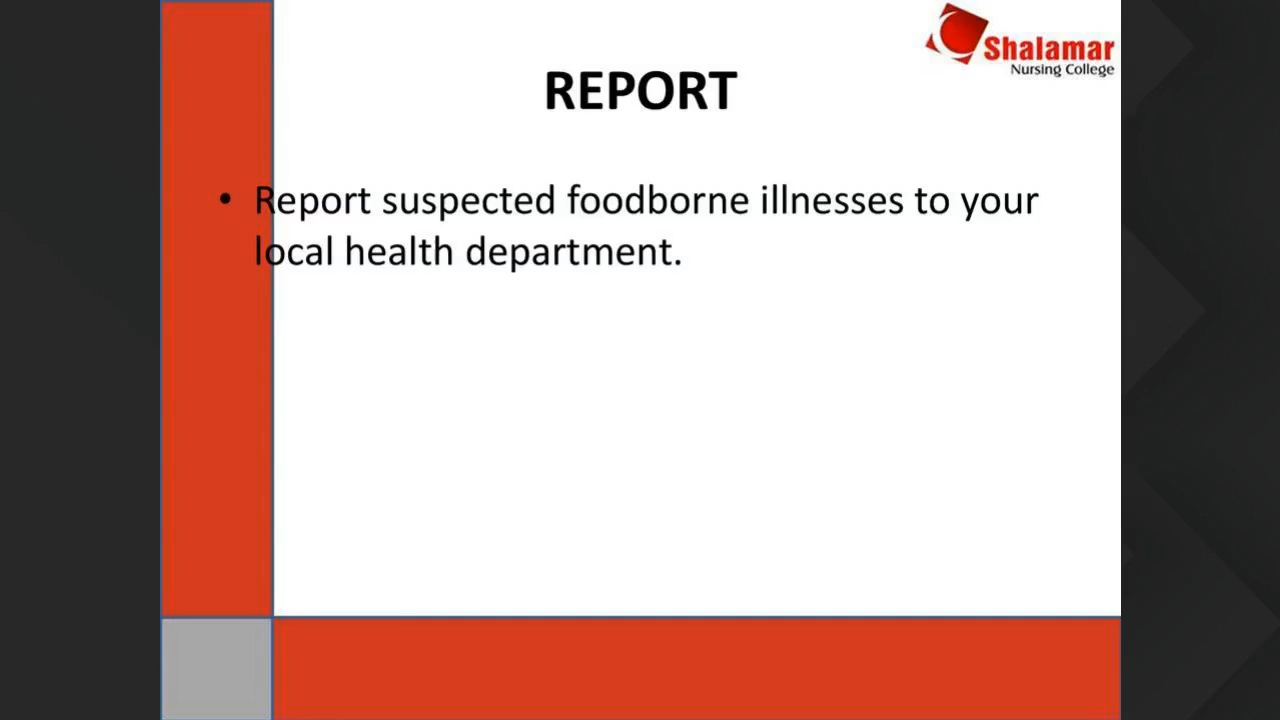 Shalamar
Nursing College
REPORT
• Report suspected foodborne illnesses to your
local health department.